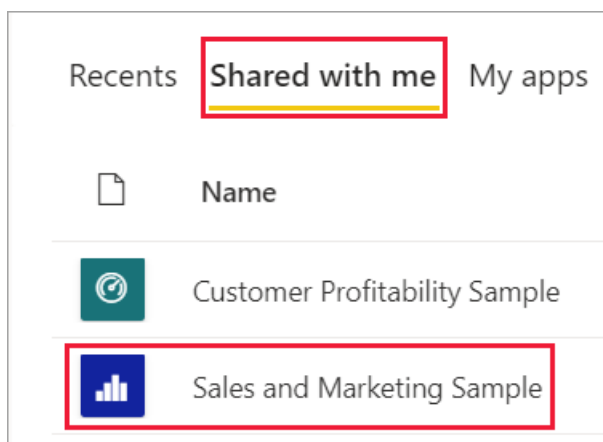 Recents Shared with me My apps
Name
Customer Profitability Sample
Sales and Marketing Sample